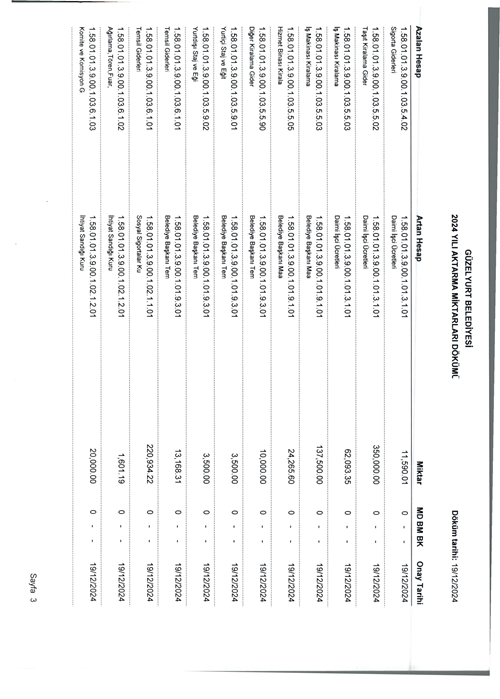 GÜZELYURT BELEDİYESİ
2024 YILI AKTARMA MİKTARLARI DÖKÜMÜ
Döküm tarihi: 19/12/2024
Azalan Hesap Artan Hesap Miktar MD BM BK Onay Tarihi
1.58.01.01.3.9.00.1.03.5.4.02 1.58.01.01.3.9.00.1.01.3.1.01 11,590.01 0 - - 19/12/2024
Sigorta Giderleri Daimi İşçi Ücretleri
1.58.01.01.3.9.00.1.03.5.5.02 1.58.01.01.3.9.00.1.01.3.1.01 350,000.00 0 - - 19/12/2024
Taşıt Kiralama Gider Daimi İşçi Ücretleri
1.58.01.01.3.9.00.1.03.5.5.03 1.58.01.01.3.9.00.1.01.3.1.01 62,093.35 0 - - 19/12/2024
İş Makinası Kiralama Daimi İşçi Ücretleri
1.58.01.01.3.9.00.1.03.5.5.03 1.58.01.01.3.9.00.1.01.9.1.01 137,500.00 0 - - 19/12/2024
İş Makinası Kiralama Belediye Başkanı Maa
1.58.01.01.3.9.00.1.03.5.5.05 1.58.01.01.3.9.00.1.01.9.1.01 24,265.60 0 - - 19/12/2024
Hizmet Binası Kirala Belediye Başkanı Maa
1.58.01.01.3.9.00.1.03.5.5.90 1.58.01.01.3.9.00.1.01.9.3.01 10,000.00 0 - - 19/12/2024
Diğer Kiralama Gider Belediye Başkanı Tem
1.58.01.01.3.9.00.1.03.5.9.01 1.58.01.01.3.9.00.1.01.9.3.01 3,500.00 0 - - 19/12/2024
Yurtiçi Staj ve Eğit Belediye Başkanı Tem
1.58.01.01.3.9.00.1.03.5.9.02 1.58.01.01.3.9.00.1.01.9.3.01 3,500.00 0 - - 19/12/2024
Yurtdışı Staj ve Eği Belediye Başkanı Tem
1.58.01.01.3.9.00.1.03.6.1.01 1.58.01.01.3.9.00.1.01.9.3.01 13,168.31 0 - - 19/12/2024
Temsil Giderleri Belediye Başkanı Tem
1.58.01.01.3.9.00.1.03.6.1.01 1.58.01.01.3.9.00.1.02.1.1.01 220,934.22 0 - - 19/12/2024
Temsil Giderleri Sosyal Sigortalar Ku
1.58.01.01.3.9.00.1.03.6.1.02 1.58.01.01.3.9.00.1.02.1.2.01 1,601.19 0 - - 19/12/2024
Ağırlama,Tören,Fuar, İhtiyat Sandığı Kuru
1.58.01.01.3.9.00.1.03.6.1.03 1.58.01.01.3.9.00.1.02.1.2.01 20,000.00 0 - - 19/12/2024
Komite ve Komisyon G İhtiyat Sandığı Kuru
Sayfa 3